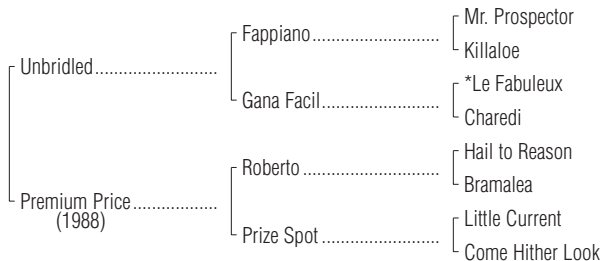 Mr. Prospector
Fappiano
Killaloe
Unbridled
*Le Fabuleux
Gana Facil
Charedi
Hail to Reason
Roberto
Bramalea
Premium Price
(1988)
Little Current
Prize Spot
Come Hither Look